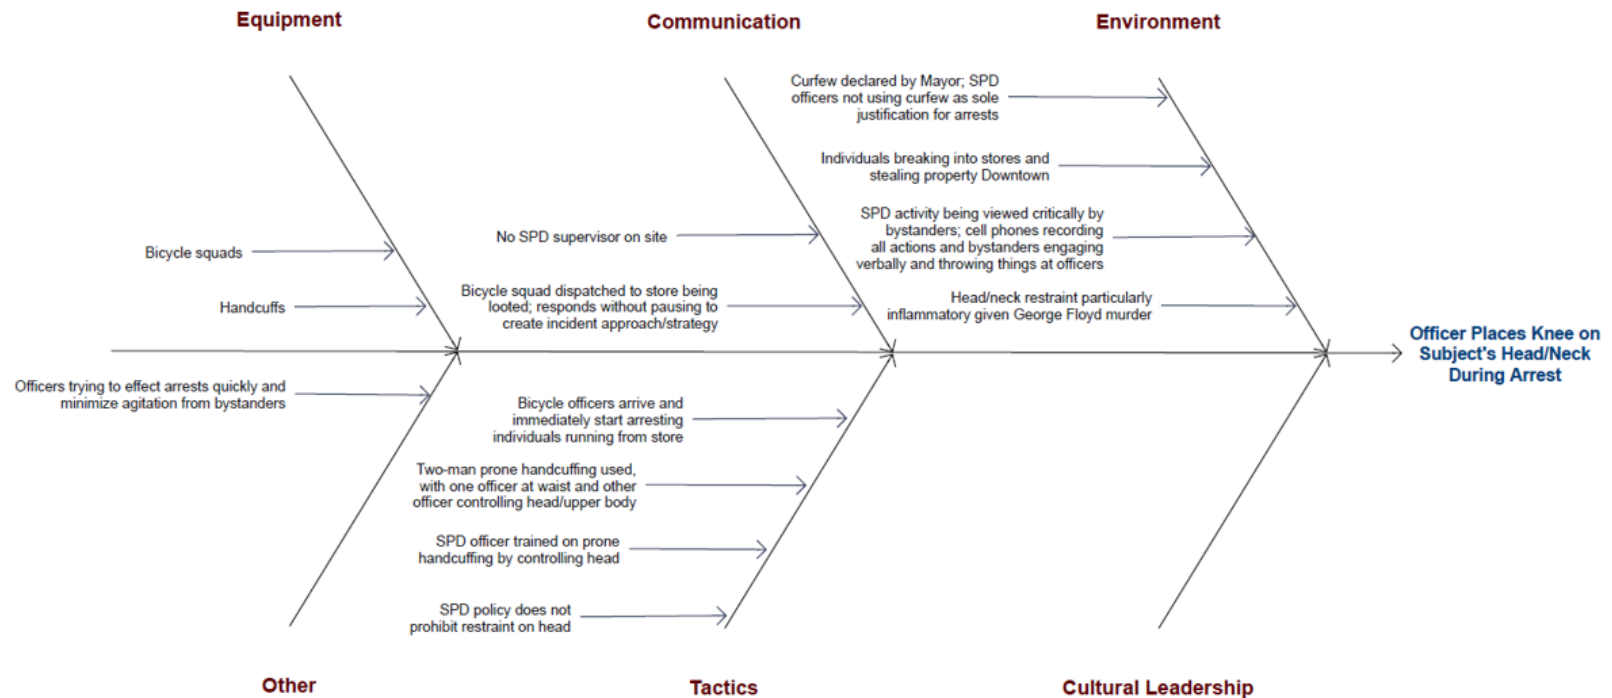 Equipment
Communication
Environment
Curfew declared by Mayor; SPD
officers not using curfew as sole
justification for arrests
Individuals breaking into stores and
stealing property Downtown
SPD activity being viewed critically by
bystanders; cell phones recording
all actions and bystanders engaging
verbally and throwing things at officers
Head/neck restraint particularly
inflammatory given George Floyd murder
No SPD supervisor on site
Bicycle squad dispatched to store being
looted; responds without pausing to
create incident approach/strategy
Bicycle squads
Handcuffs
Officer Places Knee on
Subject's Head/Neck
During Arrest
Officers trying to effect arrests quickly and
minimize agitation from bystanders
Bicycle officers arrive and
immediately start arresting
individuals running from store
Two-man prone handcuffing used,
with one officer at waist and other
officer controlling head/upper body
SPD officer trained on prone
handcuffing by controlling head
SPD policy does not
prohibit restraint on head
Other
Tactics
Cultural Leadership